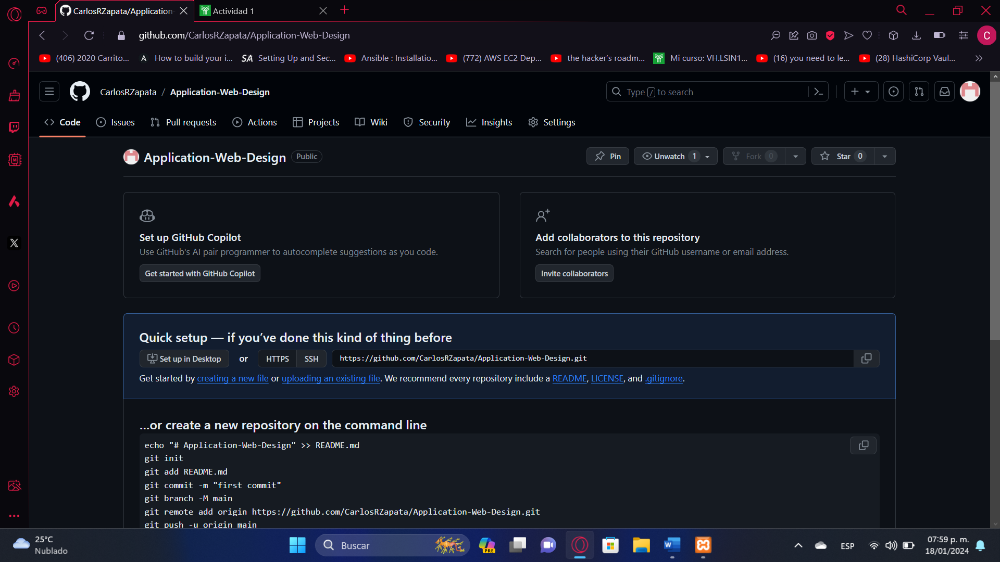 CarlosRZapata/Application-
Actividad 1
github.com/CarlosRZapata/Application-Web-Design
C
(406) 2020 Carrito...
How to build your i...
SA Setting Up and Sec...
Ansible : Installatio...
(772) AWS EC2 Dep...
the hacker's roadm...
Mi curso: VH.LSIN1...
(16) you need to le...
(28) HashiCorp Vaul...
CarlosRZapata / Application-Web-Design
Type / to search
Code
Issues
Pull requests
Actions
Projects
Wiki
Security
Insights
Settings
Application-Web-Design Public
Pin
Unwatch 1
Fork 0
Star 0
Set up GitHub Copilot
Use GitHub's AI pair programmer to autocomplete suggestions as you code.
Get started with GitHub Copilot
Add collaborators to this repository
Search for people using their GitHub username or email address.
Invite collaborators
Quick setup — if you've done this kind of thing before
Set up in Desktop or HTTPS SSH https://github.com/CarlosRZapata/Application-Web-Design.git
Get started by creating a new file or uploading an existing file. We recommend every repository include a README, LICENSE, and .gitignore.
...or create a new repository on the command line
echo "# Application-Web-Design" >> README.md
git init
git add README.md
git commit -m "first commit"
git branch -M main
git remote add origin https://github.com/CarlosRZapata/Application-Web-Design.git
git push -u origin main
25°C
Nublado
Buscar
PRE
W
ESP
07:59 p. m.
18/01/2024